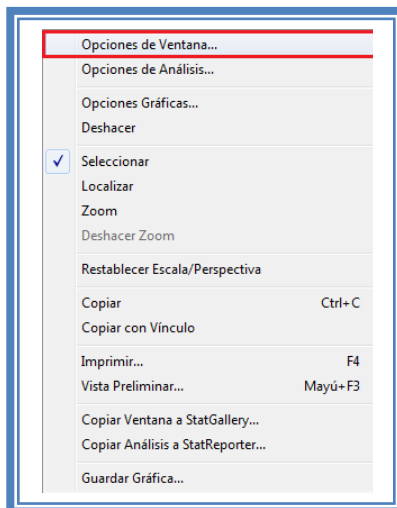 Opciones de Ventana...
Opciones de Análisis...
Opciones Gráficas...
Deshacer
Seleccionar
Localizar
Zoom
Deshacer Zoom
Restablecer Escala/Perspectiva
Copiar Ctrl+C
Copiar con Vínculo
Imprimir... F4
Vista Preliminar... Mayú+F3
Copiar Ventana a StatGallery...
Copiar Análisis a StatReporter...
Guardar Gráfica...